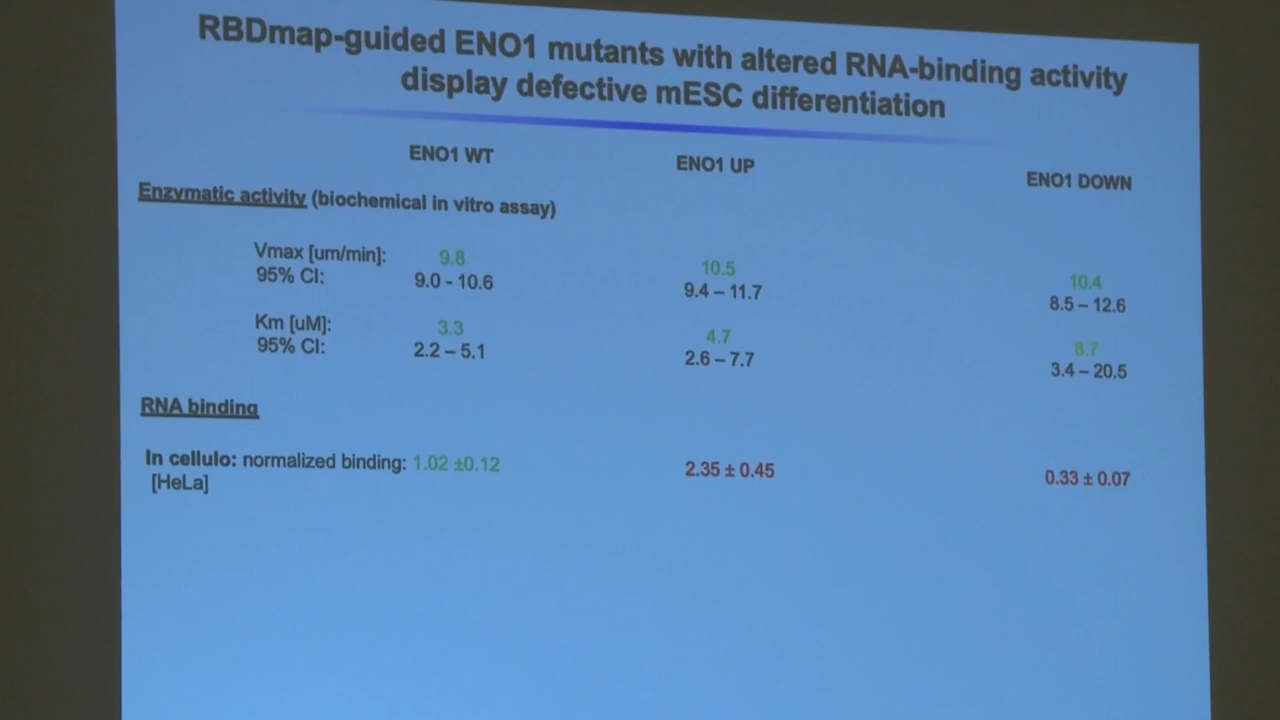 RBDmap-guided ENO1 mutants with altered RNA-binding activity
display defective mESC differentiation
ENO1 WT ENO1 UP ENO1 DOWN
Enzymatic activity (biochemical in vitro assay)
Vmax [um/min]: 9.8 10.5 10.4
95% CI: 9.0 - 10.6 9.4 – 11.7 8.5 – 12.6
Km [uM]: 3.3 4.7 8.7
95% CI: 2.2 – 5.1 2.6 – 7.7 3.4 – 20.5
RNA binding
In cellulo: normalized binding: 1.02 ±0.12 2.35 ± 0.45 0.33 ± 0.07
[HeLa]